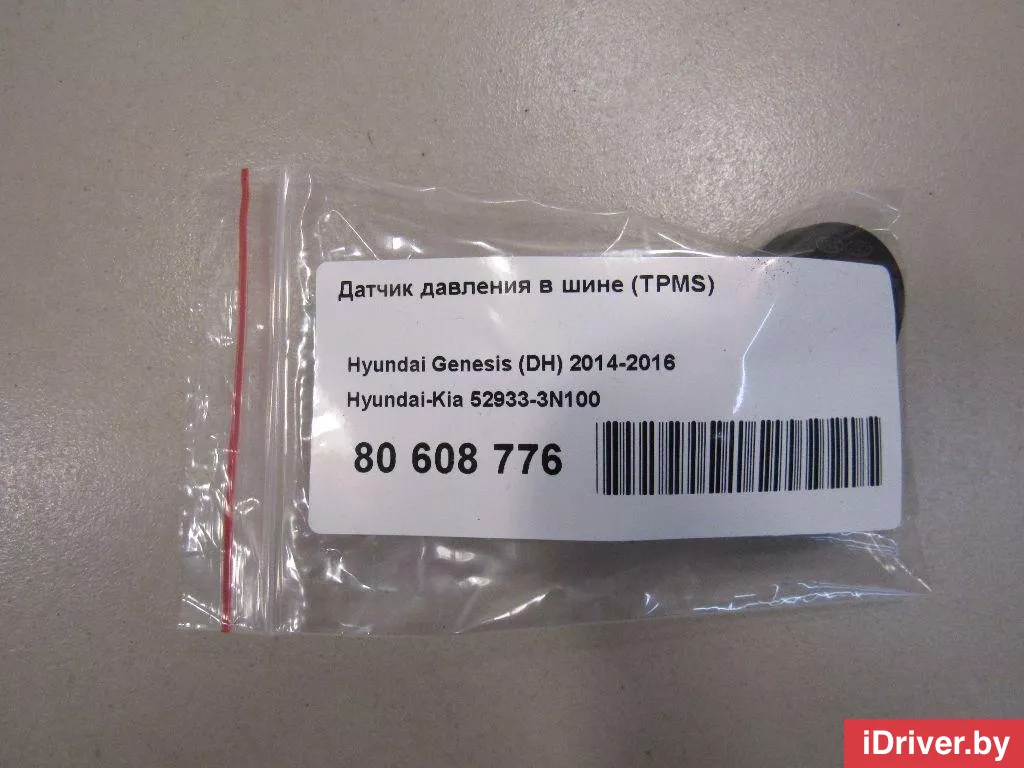 Датчик давления в шине (TPMS)
Hyundai Genesis (DH) 2014-2016
Hyundai-Kia 52933-3N100
80 608 776
iDriver.by